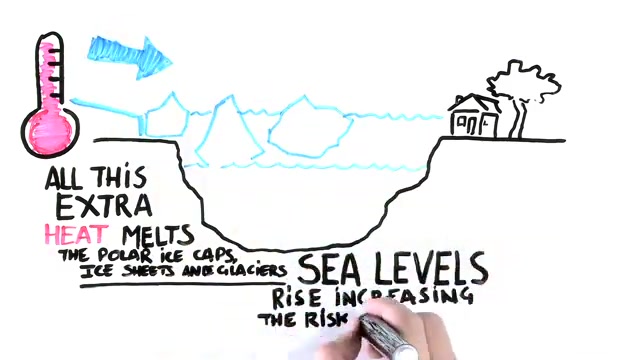 ALL THIS
EXTRA
HEAT MELTS
THE POLAR ICE CAPS,
ICE SHEETS AND GLACIERS
SEA LEVELS
RISE INCREASING
THE RISK